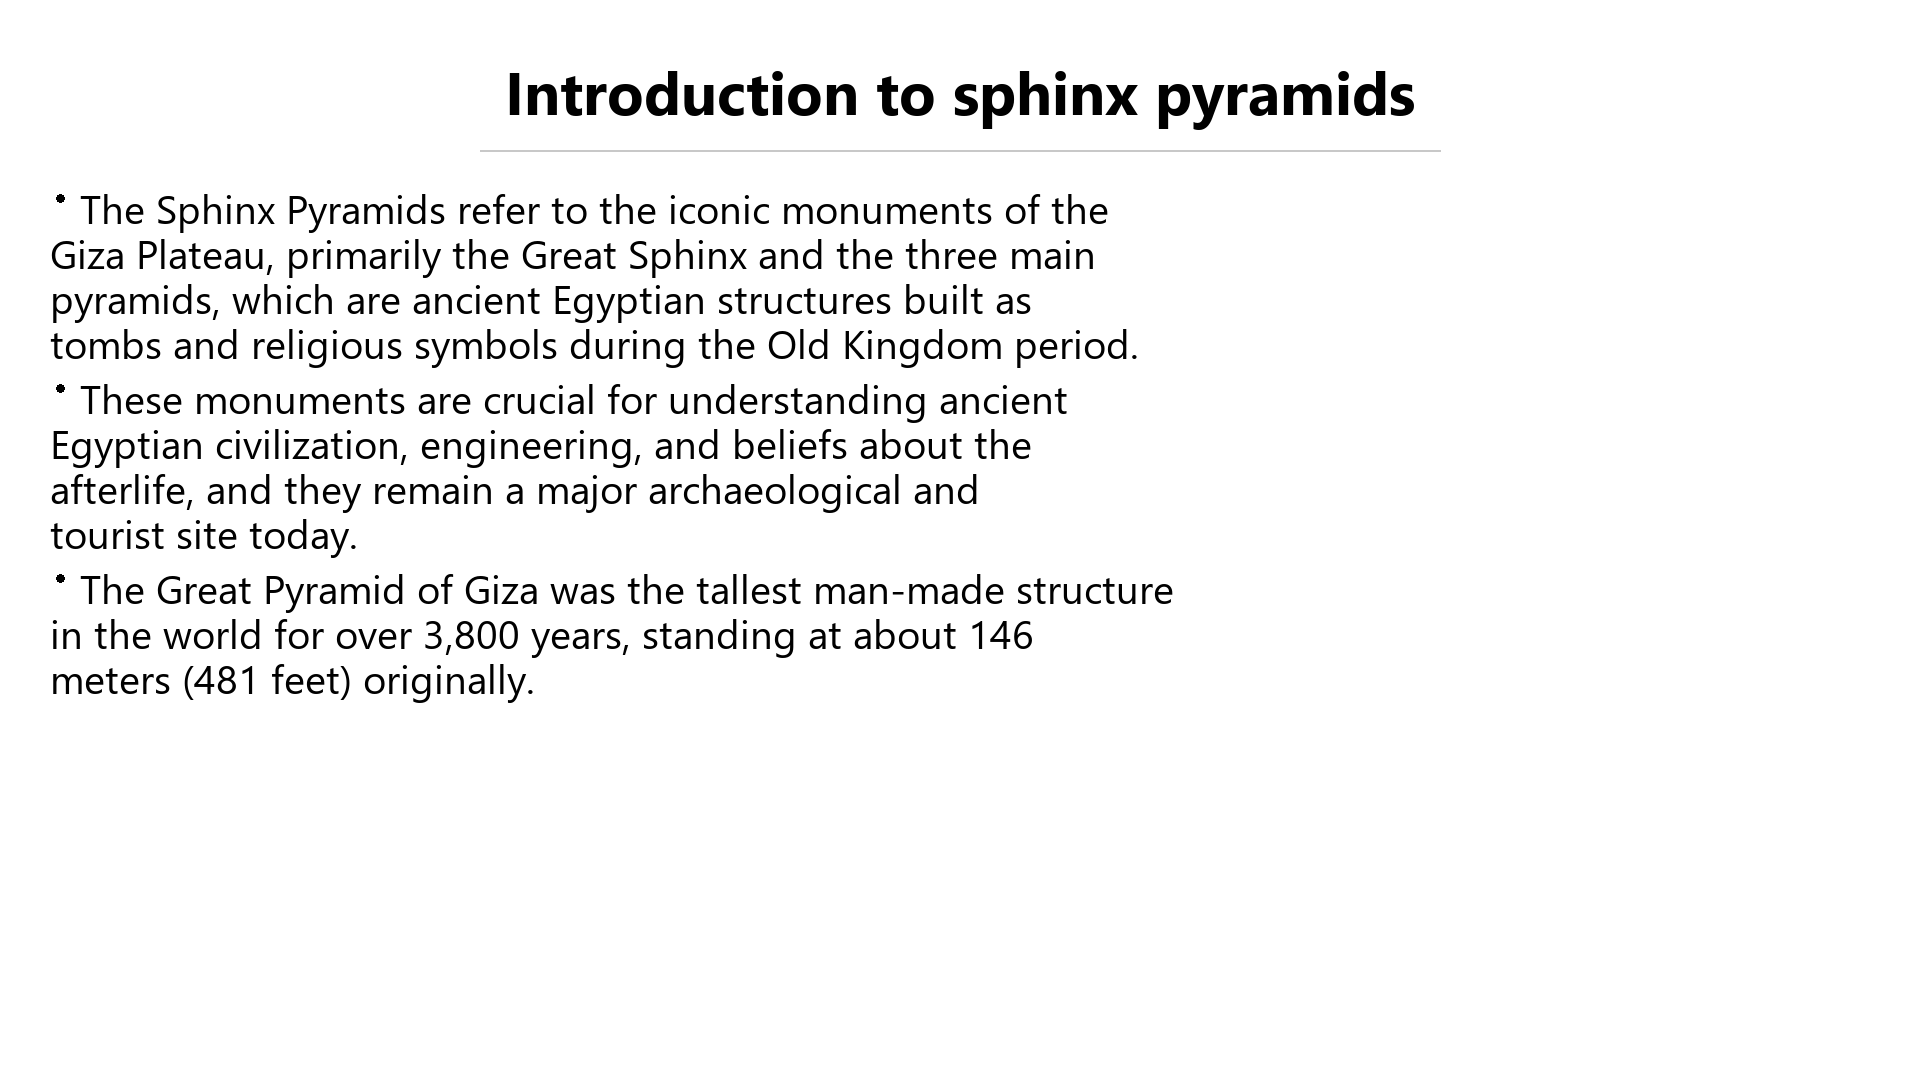 Introduction to sphinx pyramids
• The Sphinx Pyramids refer to the iconic monuments of the
Giza Plateau, primarily the Great Sphinx and the three main
pyramids, which are ancient Egyptian structures built as
tombs and religious symbols during the Old Kingdom period.
• These monuments are crucial for understanding ancient
Egyptian civilization, engineering, and beliefs about the
afterlife, and they remain a major archaeological and
tourist site today.
• The Great Pyramid of Giza was the tallest man-made structure
in the world for over 3,800 years, standing at about 146
meters (481 feet) originally.